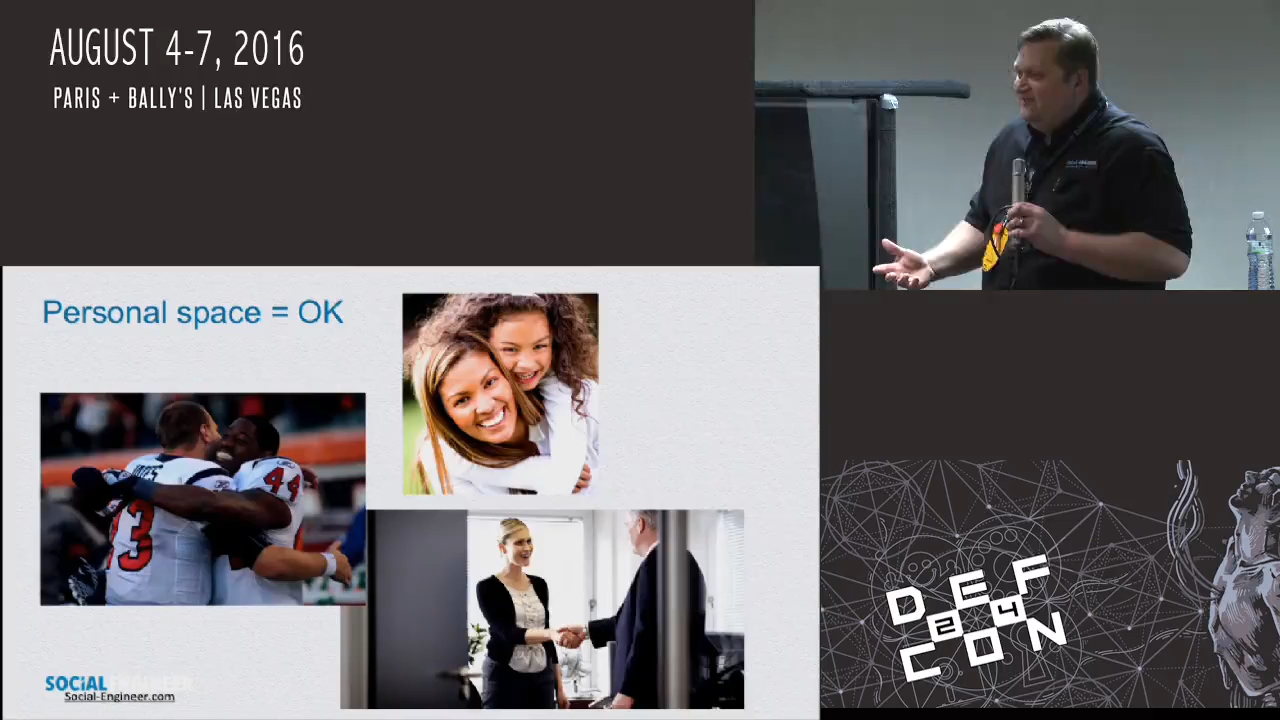 AUGUST 4-7, 2016
PARIS + BALLY'S | LAS VEGAS
Personal space = OK
44
SOCIAL-ENGINEER
Social-Engineer.com
DEF
24
CON